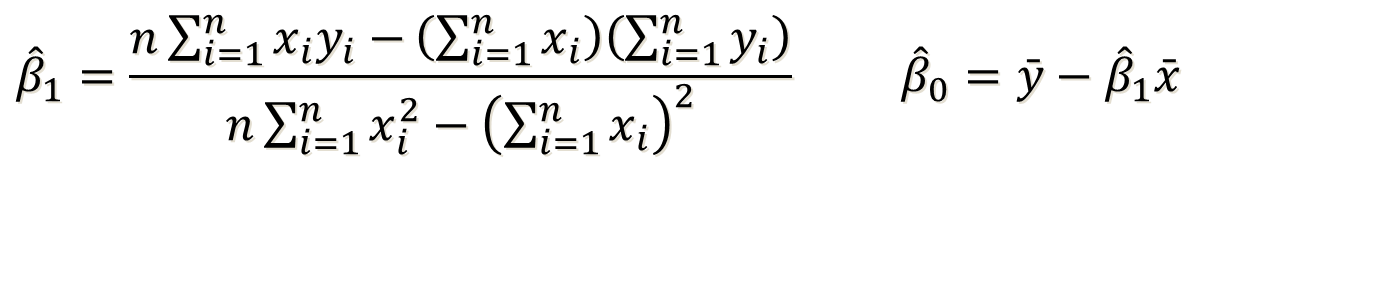 β̂₁ = (n ∑ⁿᵢ₌₁ xᵢyᵢ − (∑ⁿᵢ₌₁ xᵢ)(∑ⁿᵢ₌₁ yᵢ)) / (n ∑ⁿᵢ₌₁ xᵢ² − (∑ⁿᵢ₌₁ xᵢ)²)    β̂₀ = ȳ − β̂₁x̄